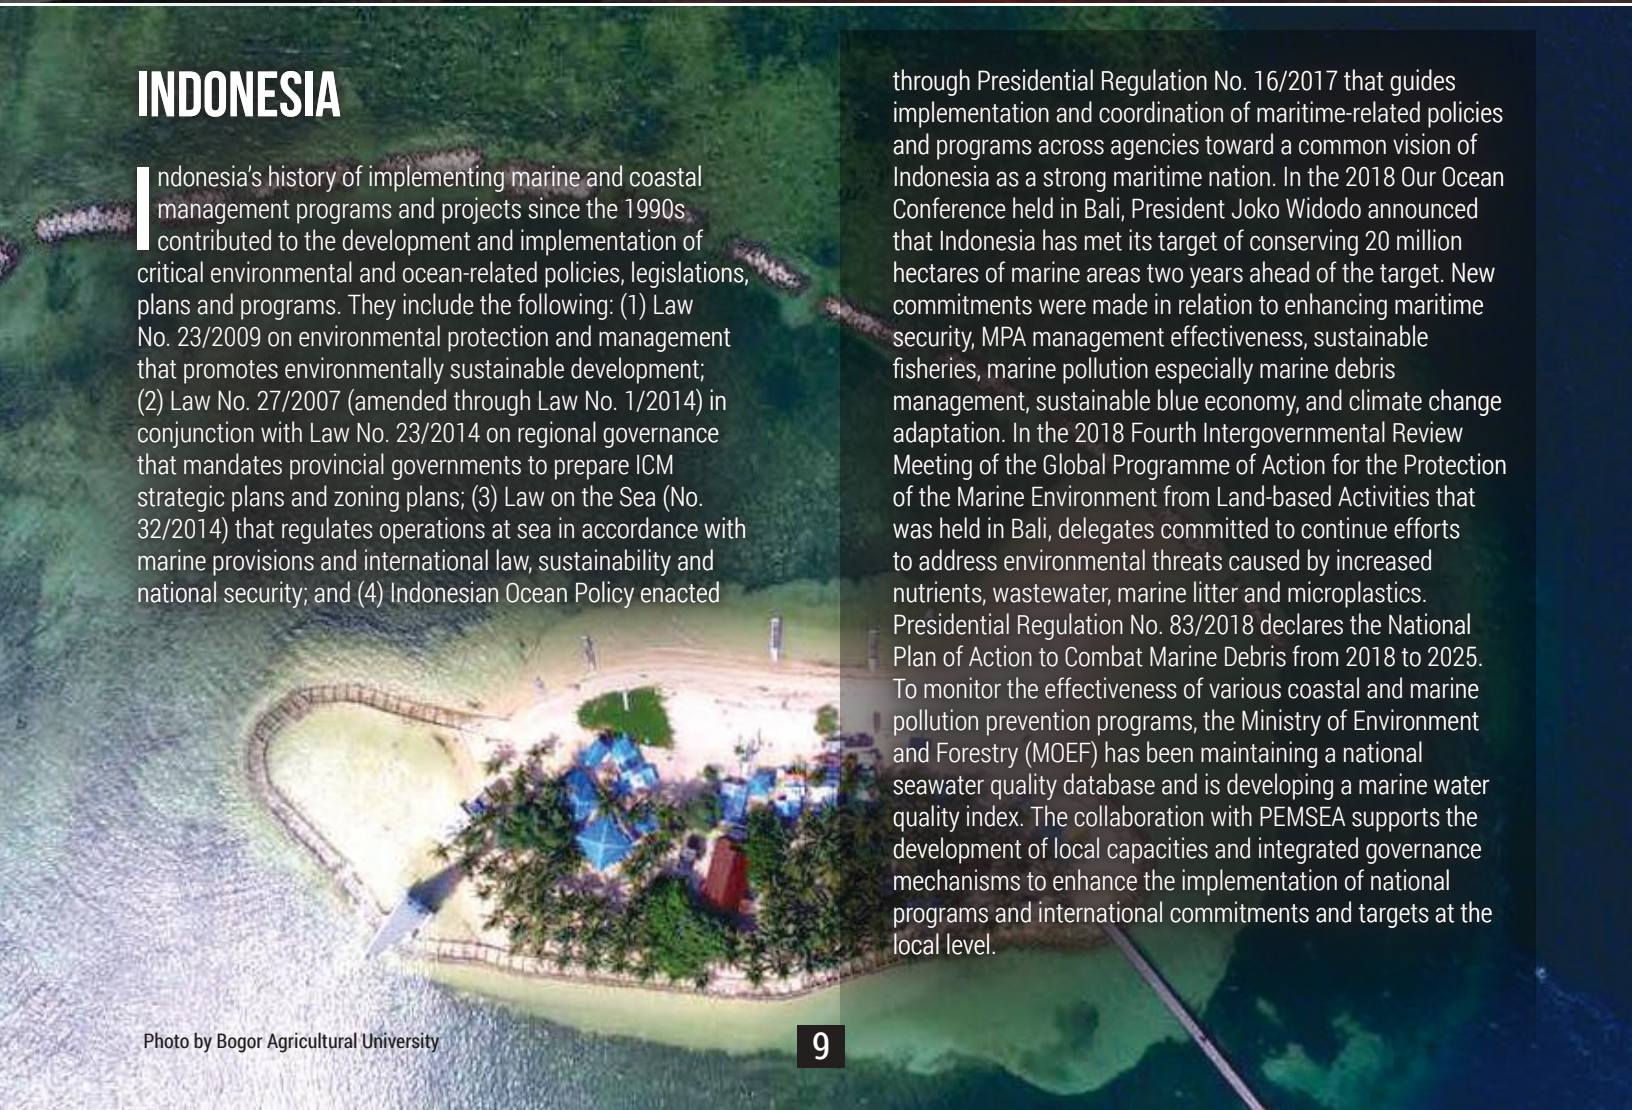 INDONESIA
Indonesia's history of implementing marine and coastal
management programs and projects since the 1990s
contributed to the development and implementation of
critical environmental and ocean-related policies, legislations,
plans and programs. They include the following: (1) Law
No. 23/2009 on environmental protection and management
that promotes environmentally sustainable development;
(2) Law No. 27/2007 (amended through Law No. 1/2014) in
conjunction with Law No. 23/2014 on regional governance
that mandates provincial governments to prepare ICM
strategic plans and zoning plans; (3) Law on the Sea (No.
32/2014) that regulates operations at sea in accordance with
marine provisions and international law, sustainability and
national security; and (4) Indonesian Ocean Policy enacted
through Presidential Regulation No. 16/2017 that guides
implementation and coordination of maritime-related policies
and programs across agencies toward a common vision of
Indonesia as a strong maritime nation. In the 2018 Our Ocean
Conference held in Bali, President Joko Widodo announced
that Indonesia has met its target of conserving 20 million
hectares of marine areas two years ahead of the target. New
commitments were made in relation to enhancing maritime
security, MPA management effectiveness, sustainable
fisheries, marine pollution especially marine debris
management, sustainable blue economy, and climate change
adaptation. In the 2018 Fourth Intergovernmental Review
Meeting of the Global Programme of Action for the Protection
of the Marine Environment from Land-based Activities that
was held in Bali, delegates committed to continue efforts
to address environmental threats caused by increased
nutrients, wastewater, marine litter and microplastics.
Presidential Regulation No. 83/2018 declares the National
Plan of Action to Combat Marine Debris from 2018 to 2025.
To monitor the effectiveness of various coastal and marine
pollution prevention programs, the Ministry of Environment
and Forestry (MOEF) has been maintaining a national
seawater quality database and is developing a marine water
quality index. The collaboration with PEMSEA supports the
development of local capacities and integrated governance
mechanisms to enhance the implementation of national
programs and international commitments and targets at the
local level.
Photo by Bogor Agricultural University
9